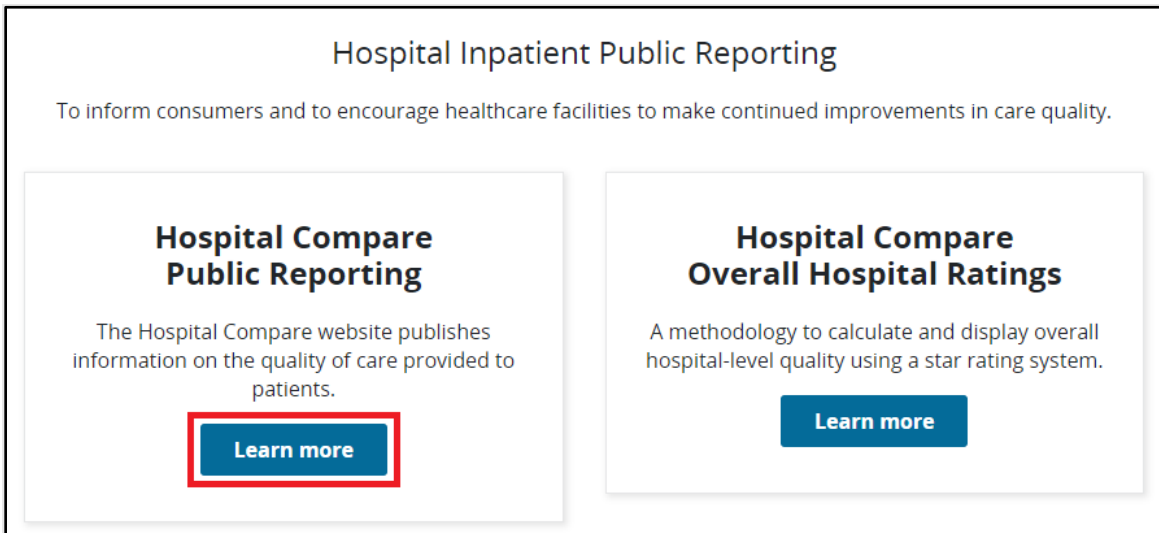 Hospital Inpatient Public Reporting
To inform consumers and to encourage healthcare facilities to make continued improvements in care quality.
Hospital Compare
Public Reporting
The Hospital Compare website publishes
information on the quality of care provided to
patients.
Learn more
Hospital Compare
Overall Hospital Ratings
A methodology to calculate and display overall
hospital-level quality using a star rating system.
Learn more